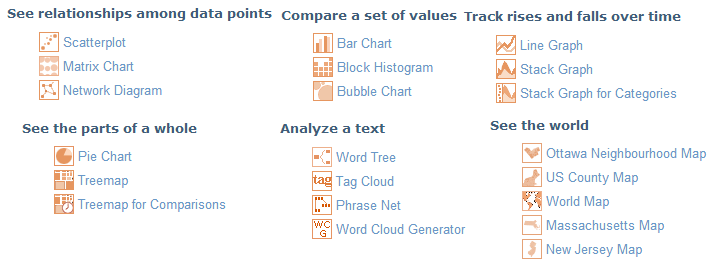 See relationships among data points
Scatterplot
Matrix Chart
Network Diagram
Compare a set of values
Bar Chart
Block Histogram
Bubble Chart
Track rises and falls over time
Line Graph
Stack Graph
Stack Graph for Categories
See the parts of a whole
Pie Chart
Treemap
Treemap for Comparisons
Analyze a text
Word Tree
tag Tag Cloud
Phrase Net
WC
G
Word Cloud Generator
See the world
Ottawa Neighbourhood Map
US County Map
World Map
Massachusetts Map
New Jersey Map